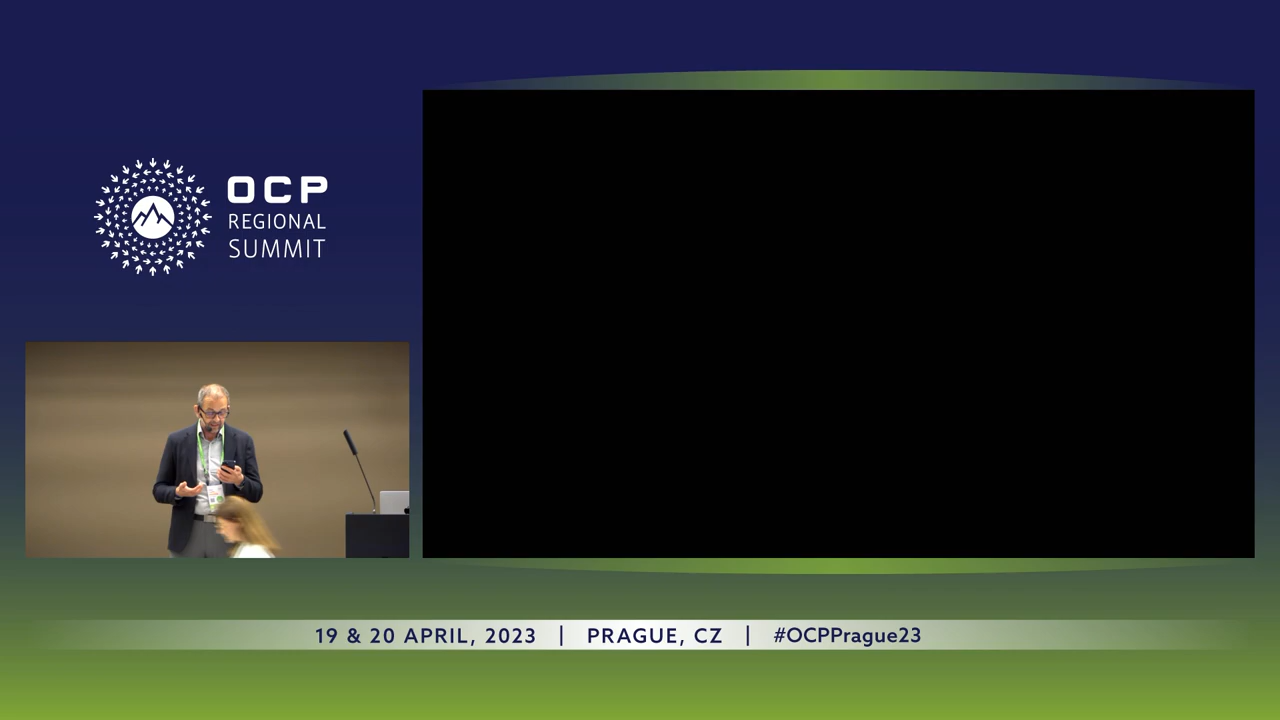 OCP
REGIONAL
SUMMIT
19 & 20 APRIL, 2023 | PRAGUE, CZ | #OCPPrague23